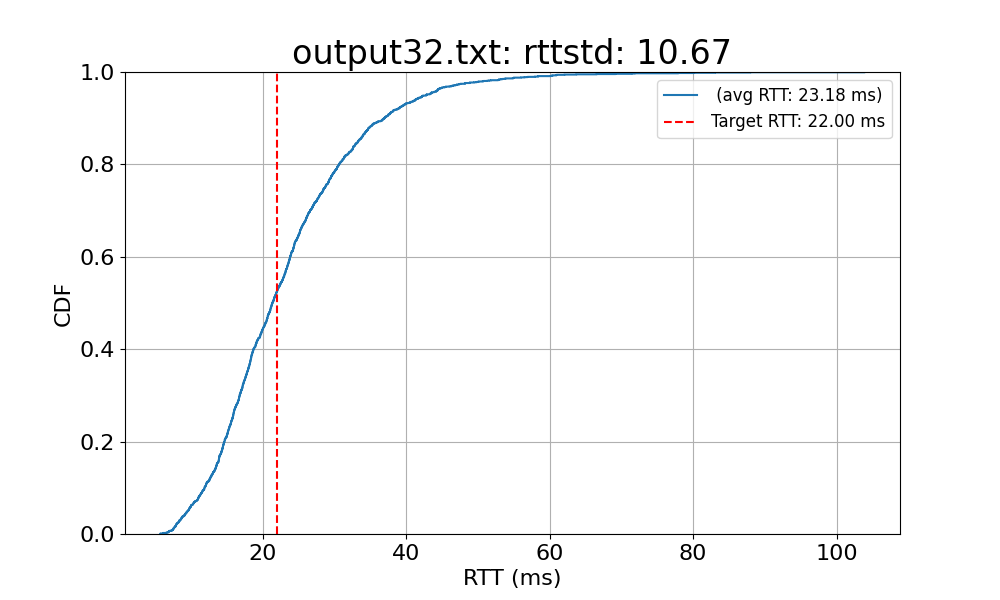 output32.txt: rttstd: 10.67
(avg RTT: 23.18 ms)
Target RTT: 22.00 ms
1.0
0.8
0.6
0.4
0.2
0.0
CDF
20 40 60 80 100
RTT (ms)